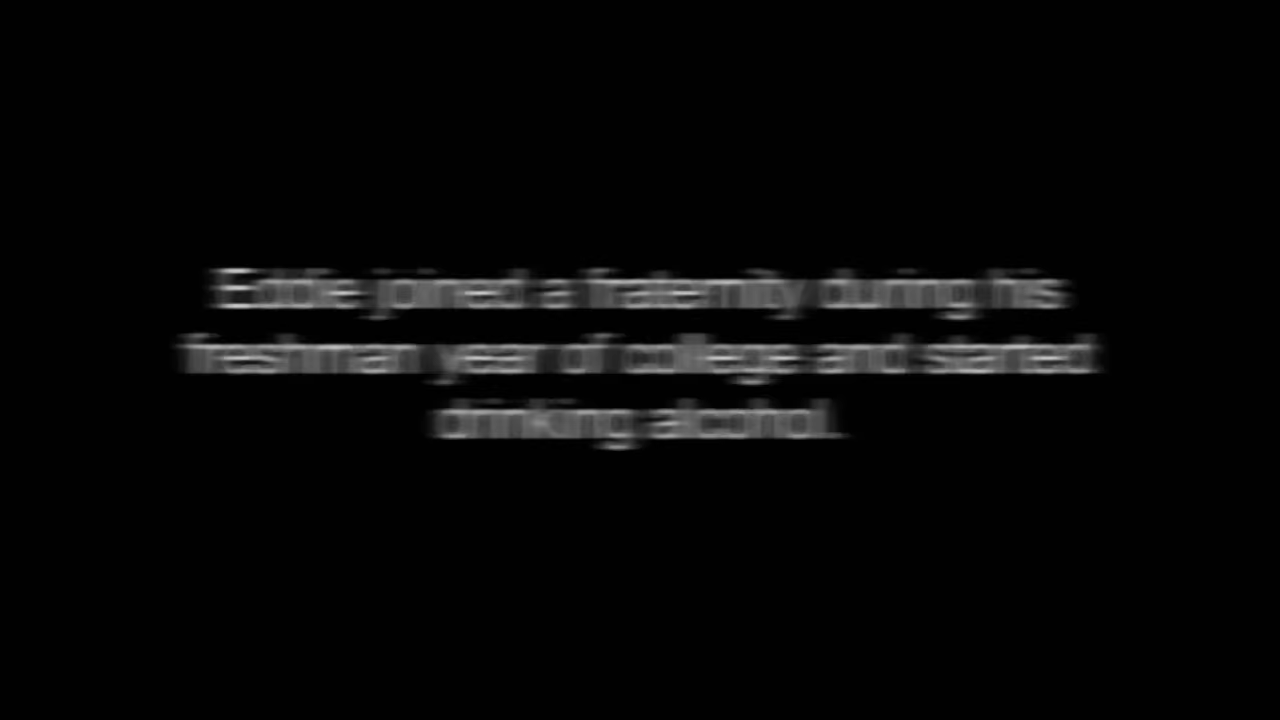 Eddie joined a fraternity during his
freshman year of college and started
drinking alcohol.